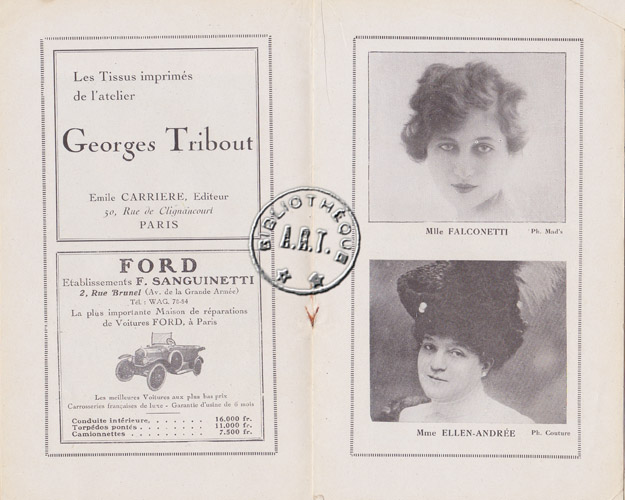 Les Tissus imprimés
de l'atelier
Georges Tribout
Emile CARRIERE, Editeur
50, Rue de Clignancourt
PARIS
FORD
Etablissements F. SANGUINETTI
2, Rue Brunel (Av. de la Grande Armée)
Tél : WAG. 78-84
La plus importante Maison de réparations
de Voitures FORD, à Paris
Les meilleures Voitures aux plus bas prix
Carrosseries françaises de luxe - Garantie d'usine de 6 mois
Conduite intérieure. . . . . . . 16.000 fr.
Torpédos pontés. . . . . . . . 11.000 fr.
Camionnettes . . . . . . . . 7.500 fr.
BIBLIOTHÈQUE
A.R.T.
Mlle FALCONETTI Ph. Mad's
Mme ELLEN-ANDRÉE Ph. Couture